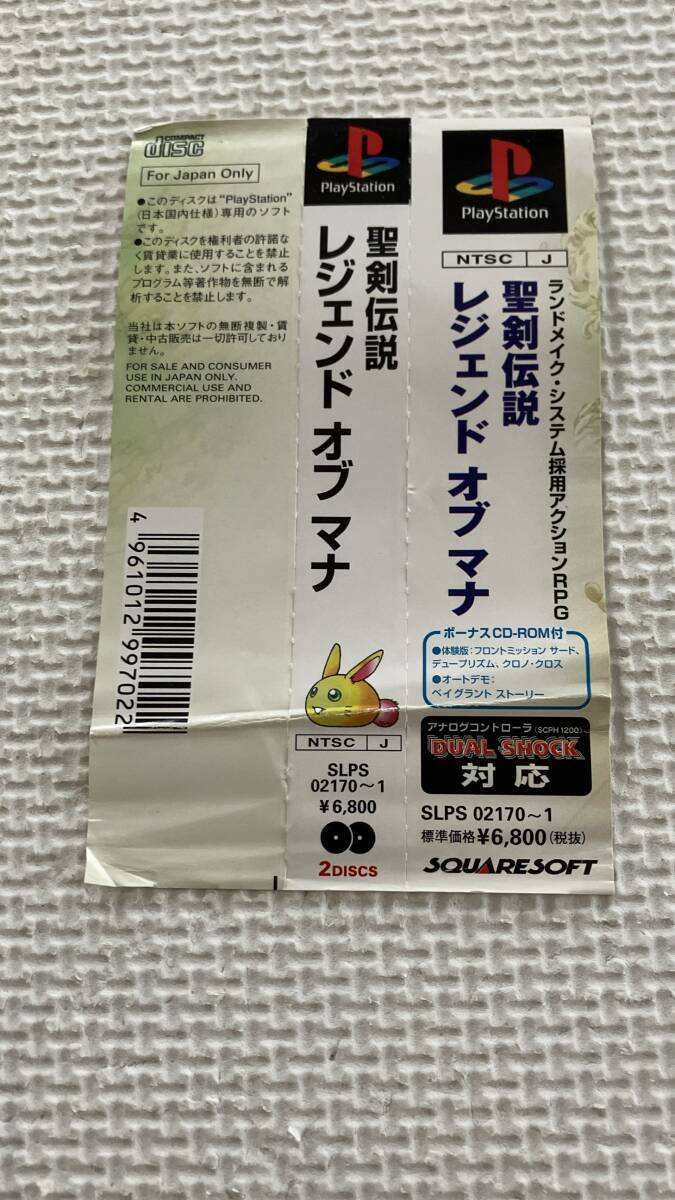 COMPACT
disc
For Japan Only
●このディスクは"PlayStation"
(日本国内仕様)専用のソフト
です。
●このディスクを権利者の許諾な
く賃貸業に使用することを禁止
します。また、ソフトに含まれる
プログラム等著作物を無断で解
析することを禁止します。
当社は本ソフトの無断複製・賃
貸・中古販売は一切許可しており
ません。
FOR SALE AND CONSUMER
USE IN JAPAN ONLY.
COMMERCIAL USE AND
RENTAL ARE PROHIBITED.
4 961012 997022
PlayStation
聖剣伝説
レジェンド オブ マナ
NTSC J
SLPS
02170~1
¥6,800
2DISCS
PlayStation
NTSC J
ランドメイク・システム採用アクションRPG
聖剣伝説
レジェンド オブ マナ
ボーナスCD-ROM付
●体験版:フロントミッション サード、
デュープリズム、クロノ・クロス
●オートデモ:
ベイグラント ストーリー
アナログコントローラ(SCPH 1200)
DUAL SHOCK
対応
SLPS 02170~1
標準価格¥6,800(税抜)
SQUARESOFT